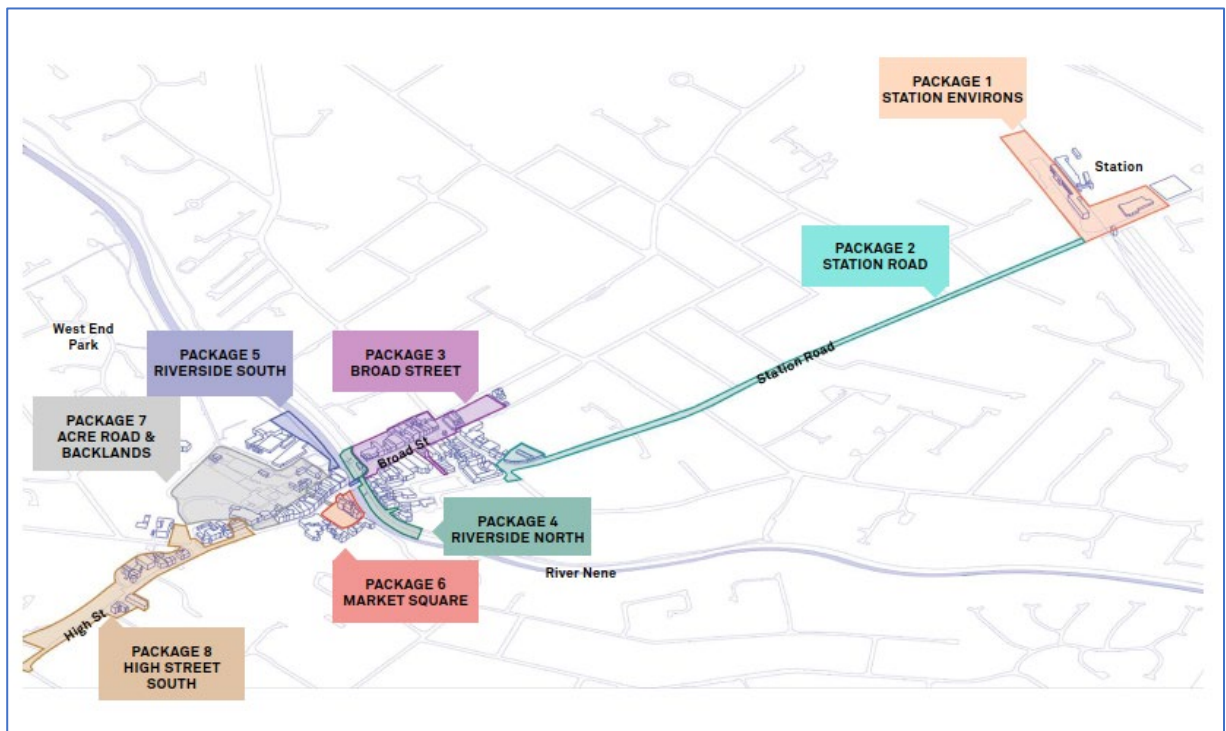 PACKAGE 1
STATION ENVIRONS
Station
PACKAGE 2
STATION ROAD
Station Road
West End
Park
PACKAGE 5
RIVERSIDE SOUTH
PACKAGE 3
BROAD STREET
PACKAGE 7
ACRE ROAD &
BACKLANDS
Broad St
PACKAGE 4
RIVERSIDE NORTH
River Nene
PACKAGE 6
MARKET SQUARE
High St
PACKAGE 8
HIGH STREET
SOUTH